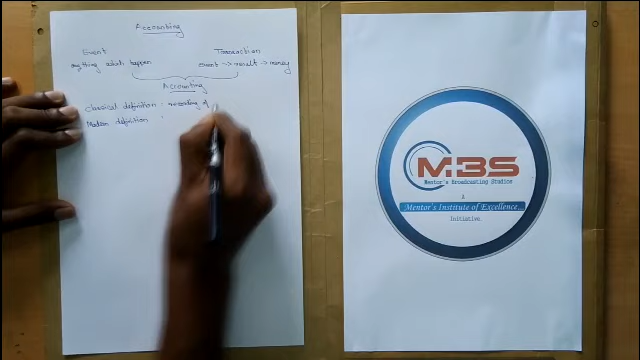 Accounting
Event
Transaction
anything which happen
event → result → money
Accounting
Classical definition : recording of
Modern definition :
M3S
Mentor's Broadcasting Studios
A
Mentor's Institute of Excellence...
Initiative